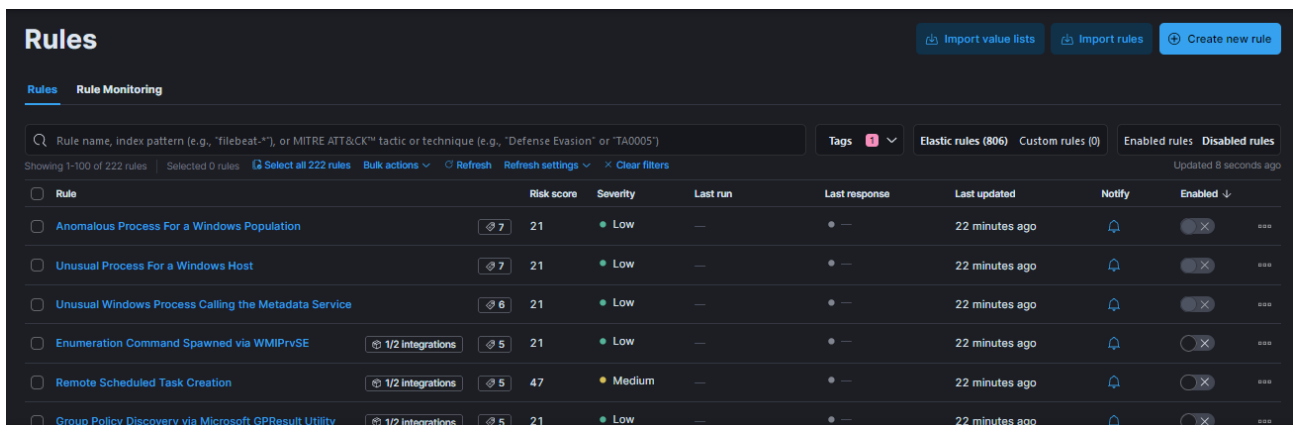 Rules
Import value lists Import rules Create new rule
Rules Rule Monitoring
Rule name, index pattern (e.g., "filebeat-*"), or MITRE ATT&CK™ tactic or technique (e.g., "Defense Evasion" or "TA0005")
Tags 1 Elastic rules (806) Custom rules (0) Enabled rules Disabled rules
Showing 1-100 of 222 rules Selected 0 rules Select all 222 rules Bulk actions Refresh Refresh settings Clear filters Updated 8 seconds ago
Rule Risk score Severity Last run Last response Last updated Notify Enabled
Anomalous Process For a Windows Population 7 21 Low — — 22 minutes ago
Unusual Process For a Windows Host 7 21 Low — — 22 minutes ago
Unusual Windows Process Calling the Metadata Service 6 21 Low — — 22 minutes ago
Enumeration Command Spawned via WMIPrvSE 1/2 integrations 5 21 Low — — 22 minutes ago
Remote Scheduled Task Creation 1/2 integrations 5 47 Medium — — 22 minutes ago
Group Policy Discovery via Microsoft GPResult Utility 1/2 integrations 5 21 Low — — 22 minutes ago